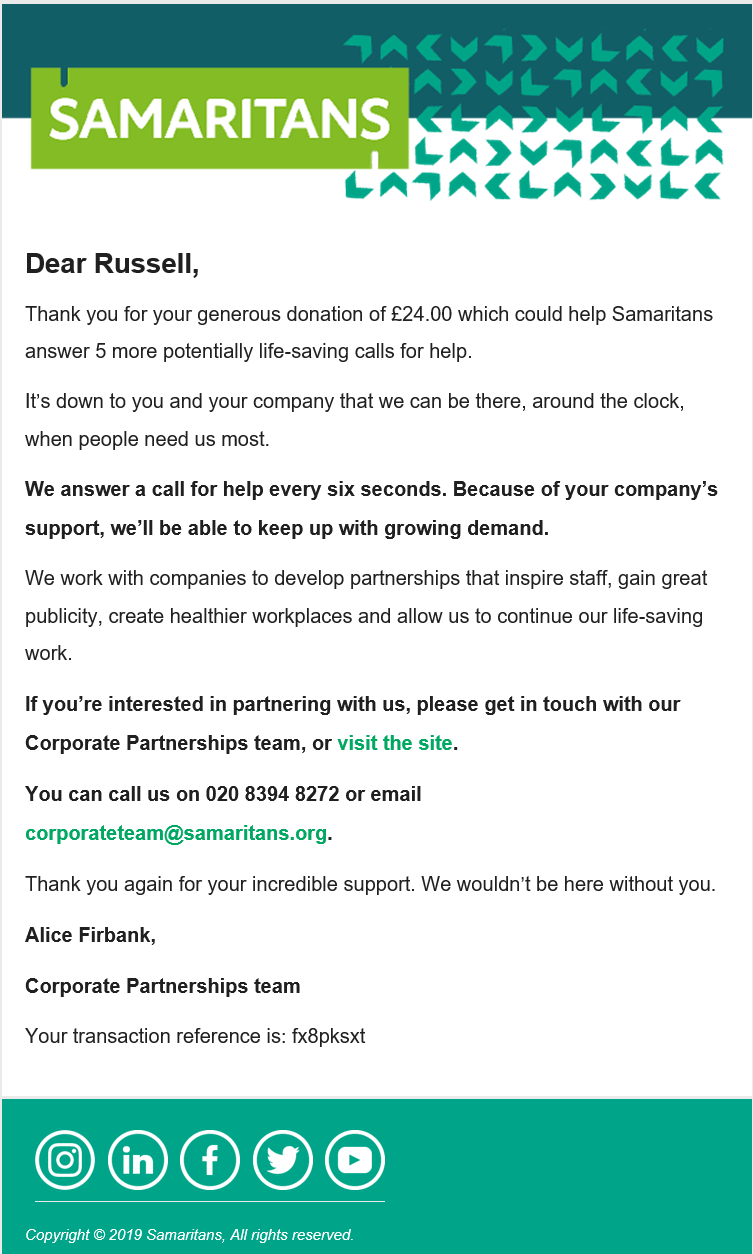 SAMARITANS
Dear Russell,
Thank you for your generous donation of £24.00 which could help Samaritans
answer 5 more potentially life-saving calls for help.
It’s down to you and your company that we can be there, around the clock,
when people need us most.
We answer a call for help every six seconds. Because of your company’s
support, we’ll be able to keep up with growing demand.
We work with companies to develop partnerships that inspire staff, gain great
publicity, create healthier workplaces and allow us to continue our life-saving
work.
If you’re interested in partnering with us, please get in touch with our
Corporate Partnerships team, or visit the site.
You can call us on 020 8394 8272 or email
corporateteam@samaritans.org.
Thank you again for your incredible support. We wouldn’t be here without you.
Alice Firbank,
Corporate Partnerships team
Your transaction reference is: fx8pksxt
Copyright © 2019 Samaritans, All rights reserved.